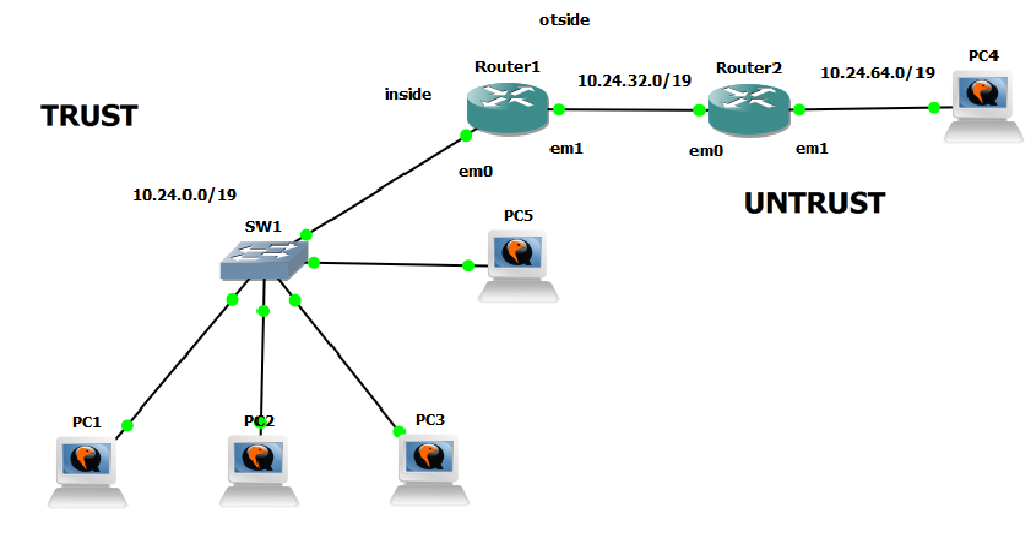 otside
PC4
Router1
Router2
10.24.32.0/19
10.24.64.0/19
inside
TRUST
em1
em0
em1
em0
10.24.0.0/19
UNTRUST
SW1
PC5
PC1
PC2
PC3